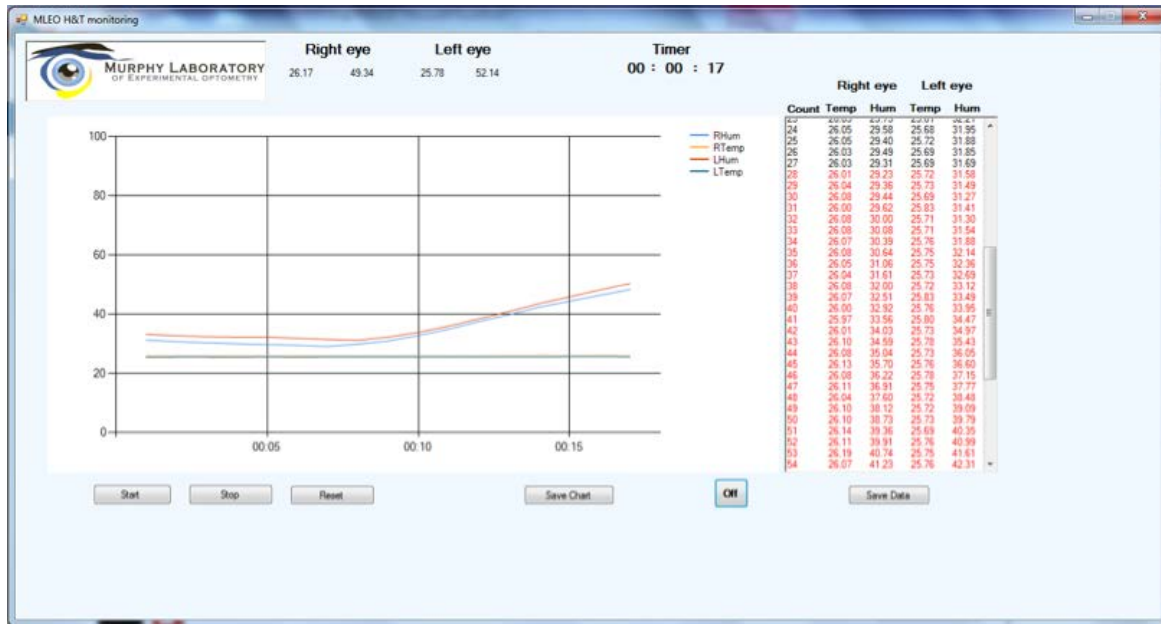 MLEO H&T monitoring
MURPHY LABORATORY
OF EXPERIMENTAL OPTOMETRY
Right eye Left eye Timer
26.17 49.34 25.78 52.14 00 : 00 : 17
Right eye Left eye
Count Temp Hum Temp Hum
24 26.05 29.58 25.68 31.95
25 26.05 29.40 25.72 31.88
26 26.03 29.49 25.69 31.85
27 26.03 29.31 25.69 31.69
28 26.01 29.23 25.72 31.58
29 26.04 29.36 25.73 31.49
30 26.08 29.44 25.69 31.27
31 26.00 29.62 25.83 31.41
32 26.08 30.00 25.71 31.30
33 26.08 30.08 25.71 31.54
34 26.07 30.39 25.76 31.88
35 26.08 30.64 25.75 32.14
36 26.05 31.06 25.75 32.36
37 26.04 31.61 25.73 32.69
38 26.08 32.00 25.72 33.12
39 26.07 32.51 25.83 33.49
40 26.00 32.92 25.76 33.95
41 25.97 33.56 25.80 34.47
42 26.01 34.03 25.73 34.97
43 26.10 34.59 25.78 35.43
44 26.08 35.04 25.73 36.05
45 26.13 35.70 25.76 36.60
46 26.08 36.22 25.78 37.15
47 26.11 36.91 25.75 37.77
48 26.04 37.60 25.72 38.48
49 26.10 38.12 25.72 39.09
50 26.10 38.73 25.73 39.79
51 26.14 39.36 25.69 40.35
52 26.11 39.91 25.76 40.99
53 26.19 40.74 25.75 41.61
54 26.07 41.23 25.76 42.31
100
80
60
40
20
0
00:05 00:10 00:15
RHum
RTemp
LHum
LTemp
Start Stop Reset Save Chart Off Save Data